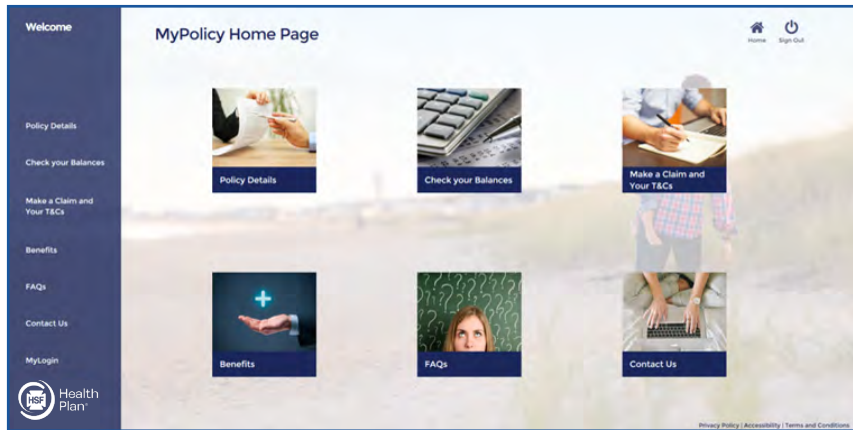 Welcome
MyPolicy Home Page
Home
Sign Out
Policy Details
Check your Balances
Make a Claim and
Your T&Cs
Benefits
FAQs
Contact Us
MyLogin
HSF
Health
Plan
Policy Details
Check your Balances
Make a Claim and
Your T&Cs
Benefits
FAQs
Contact Us
Privacy Policy | Accessibility | Terms and Conditions